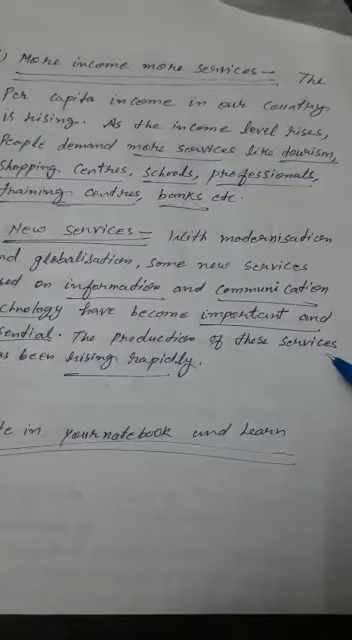 ) More income more services - The
Per capita income in our country
is rising. As the income level rises,
People demand more services like tourism,
Shopping centres, schools, professionals,
training centres, banks etc.
New services - With modernisation
nd globalisation, some new services
sed on information and communication
chnology have become important and
sential. The production of these services
as been rising rapidly.
te in your notebook and learn